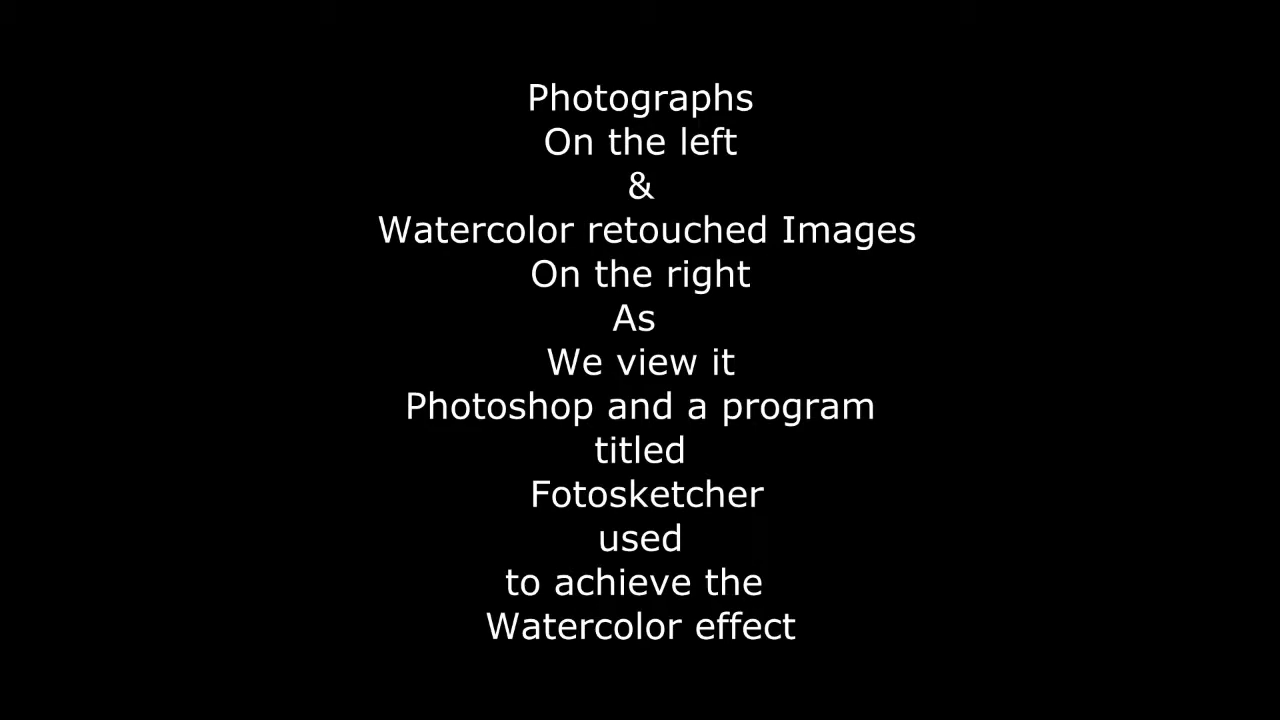 Photographs
On the left
&
Watercolor retouched Images
On the right
As
We view it
Photoshop and a program
titled
Fotosketcher
used
to achieve the
Watercolor effect